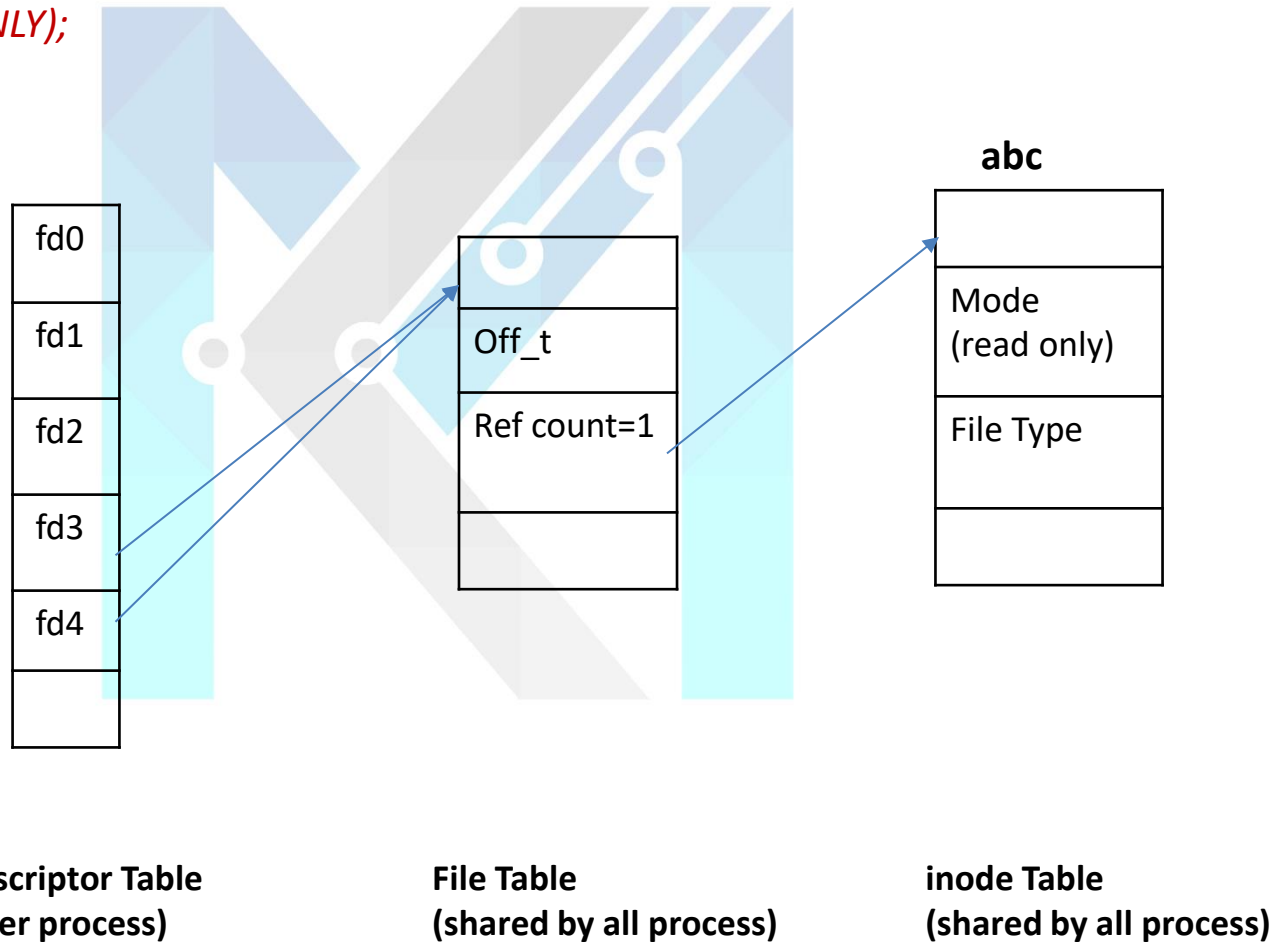 NLY);
abc
fd0
fd1
fd2
fd3
fd4
Off_t
Ref count=1
Mode
(read only)
File Type
scriptor Table
er process)
File Table
(shared by all process)
inode Table
(shared by all process)